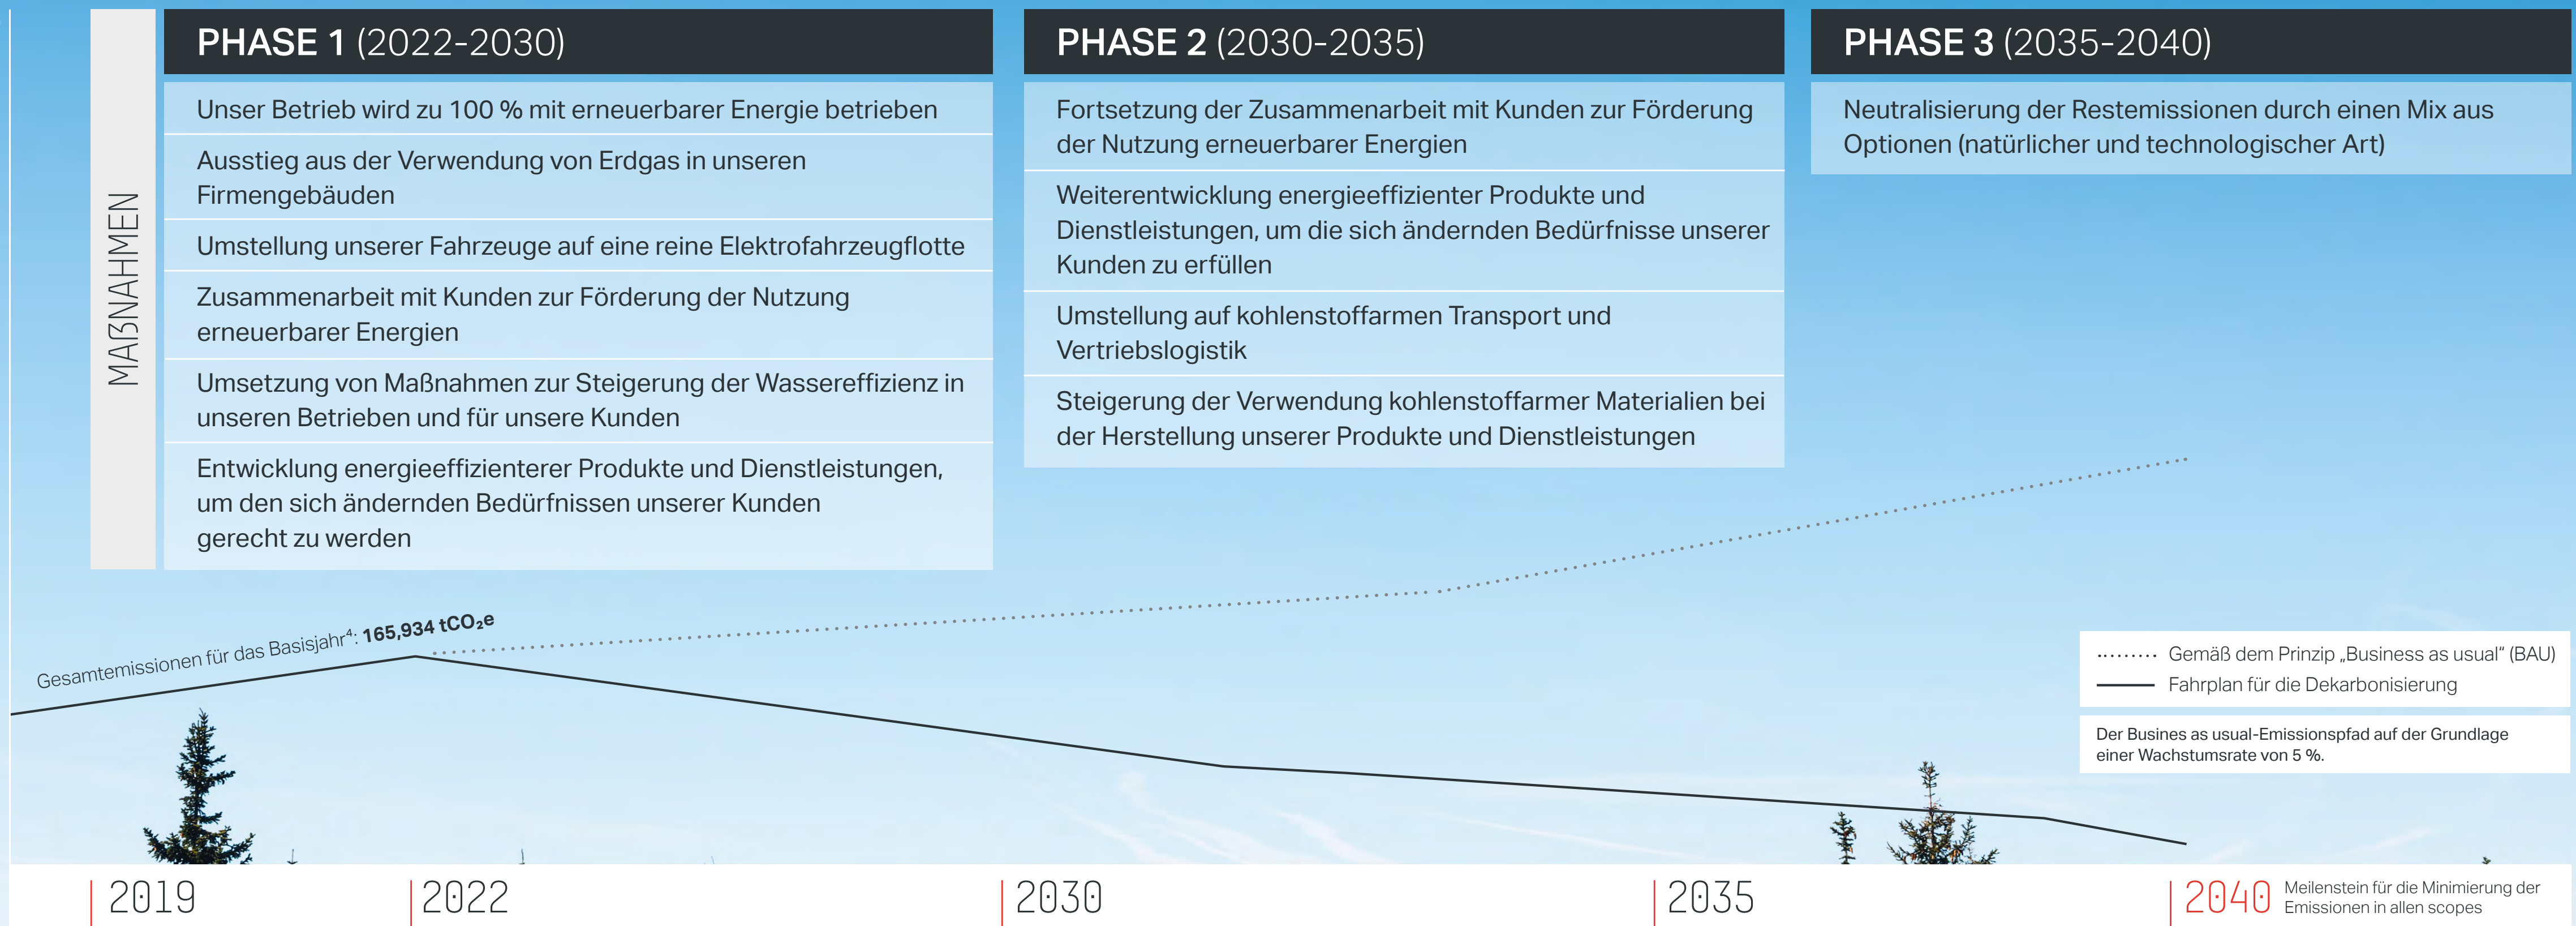 MAẞNAHMEN
PHASE 1 (2022-2030)
Unser Betrieb wird zu 100 % mit erneuerbarer Energie betrieben
Ausstieg aus der Verwendung von Erdgas in unseren
Firmengebäuden
Umstellung unserer Fahrzeuge auf eine reine Elektrofahrzeugflotte
Zusammenarbeit mit Kunden zur Förderung der Nutzung
erneuerbarer Energien
Umsetzung von Maßnahmen zur Steigerung der Wassereffizienz in
unseren Betrieben und für unsere Kunden
Entwicklung energieeffizienterer Produkte und Dienstleistungen,
um den sich ändernden Bedürfnissen unserer Kunden
gerecht zu werden
PHASE 2 (2030-2035)
Fortsetzung der Zusammenarbeit mit Kunden zur Förderung
der Nutzung erneuerbarer Energien
Weiterentwicklung energieeffizienter Produkte und
Dienstleistungen, um die sich ändernden Bedürfnisse unserer
Kunden zu erfüllen
Umstellung auf kohlenstoffarmen Transport und
Vertriebslogistik
Steigerung der Verwendung kohlenstoffarmer Materialien bei
der Herstellung unserer Produkte und Dienstleistungen
PHASE 3 (2035-2040)
Neutralisierung der Restemissionen durch einen Mix aus
Optionen (natürlicher und technologischer Art)
Gesamtemissionen für das Basisjahr⁴: 165,934 tCO₂e
Gemäß dem Prinzip „Business as usual" (BAU)
Fahrplan für die Dekarbonisierung
Der Busines as usual-Emissionspfad auf der Grundlage
einer Wachstumsrate von 5 %.
2019
2022
2030
2035
2040
Meilenstein für die Minimierung der
Emissionen in allen scopes